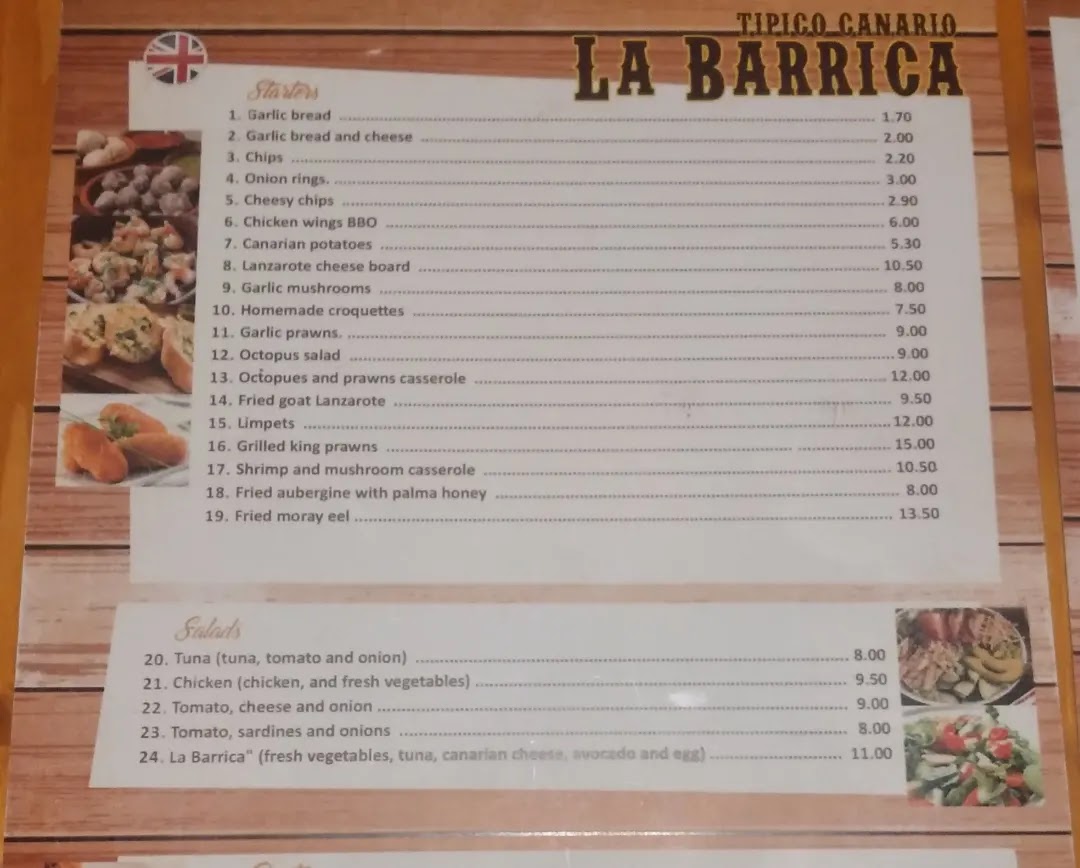 TIPICO CANARIO
LA BARRICA
Starters
1. Garlic bread 1.70
2. Garlic bread and cheese 2.00
3. Chips 2.20
4. Onion rings. 3.00
5. Cheesy chips 2.90
6. Chicken wings BBO 6.00
7. Canarian potatoes 5.30
8. Lanzarote cheese board 10.50
9. Garlic mushrooms 8.00
10. Homemade croquettes 7.50
11. Garlic prawns. 9.00
12. Octopus salad 9.00
13. Octopues and prawns casserole 12.00
14. Fried goat Lanzarote 9.50
15. Limpets 12.00
16. Grilled king prawns 15.00
17. Shrimp and mushroom casserole 10.50
18. Fried aubergine with palma honey 8.00
19. Fried moray eel 13.50
Salads
20. Tuna (tuna, tomato and onion) 8.00
21. Chicken (chicken, and fresh vegetables) 9.50
22. Tomato, cheese and onion 9.00
23. Tomato, sardines and onions 8.00
24. La Barrica" (fresh vegetables, tuna, canarian cheese, avocado and egg) 11.00